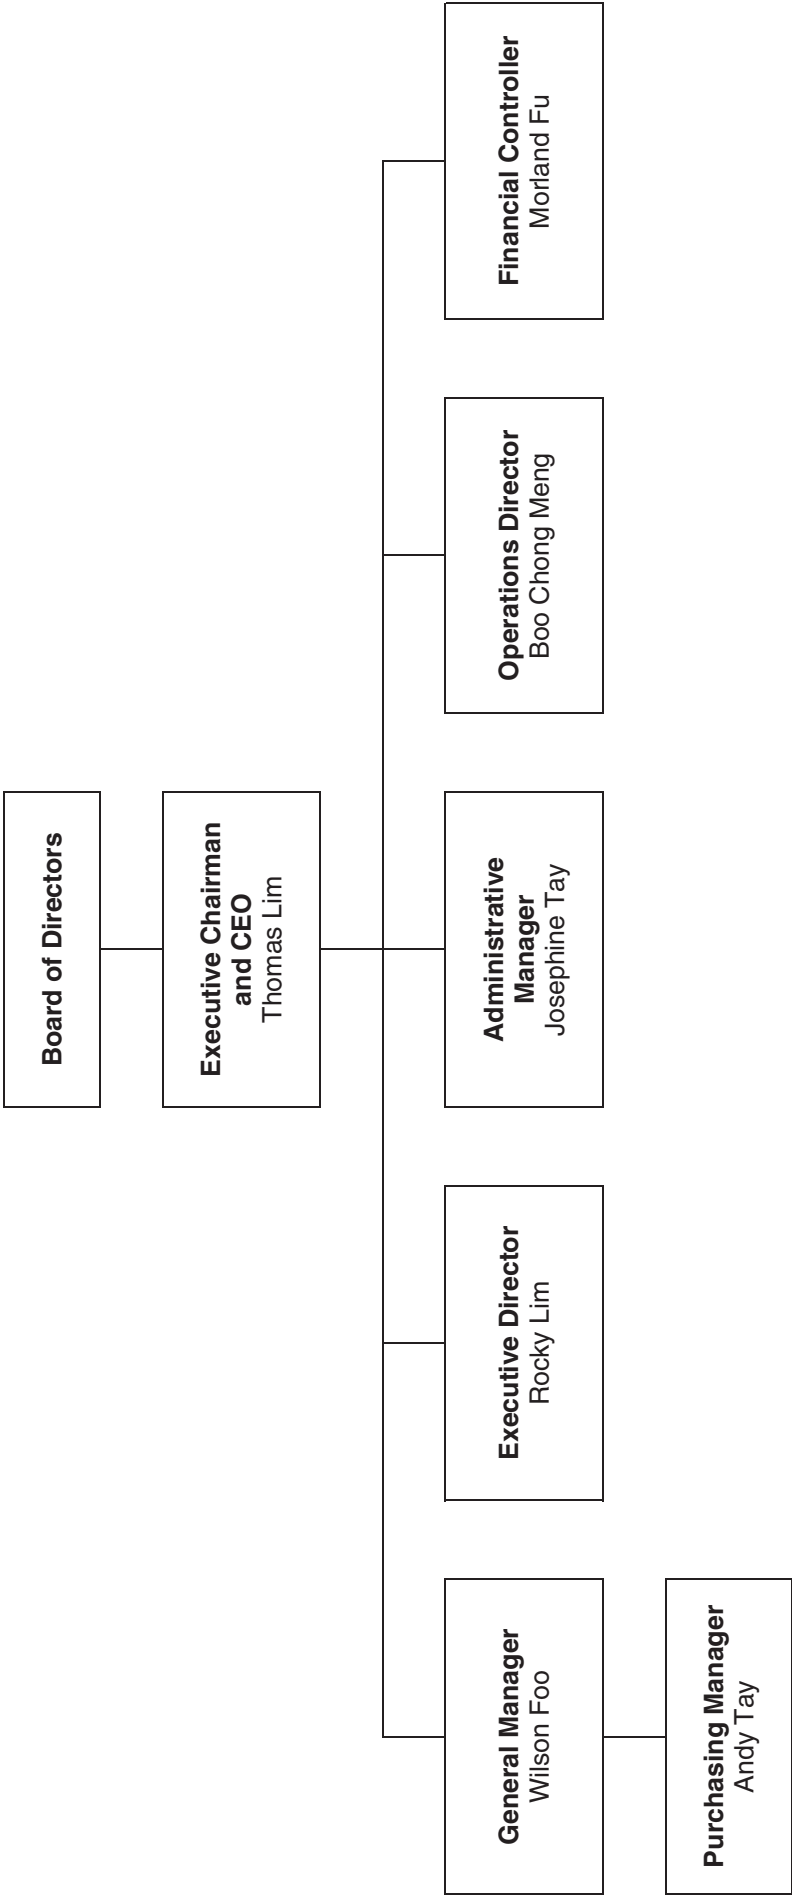 Board of Directors
Executive Chairman
and CEO
Thomas Lim
General Manager
Wilson Foo
Executive Director
Rocky Lim
Administrative
Manager
Josephine Tay
Operations Director
Boo Chong Meng
Financial Controller
Morland Fu
Purchasing Manager
Andy Tay